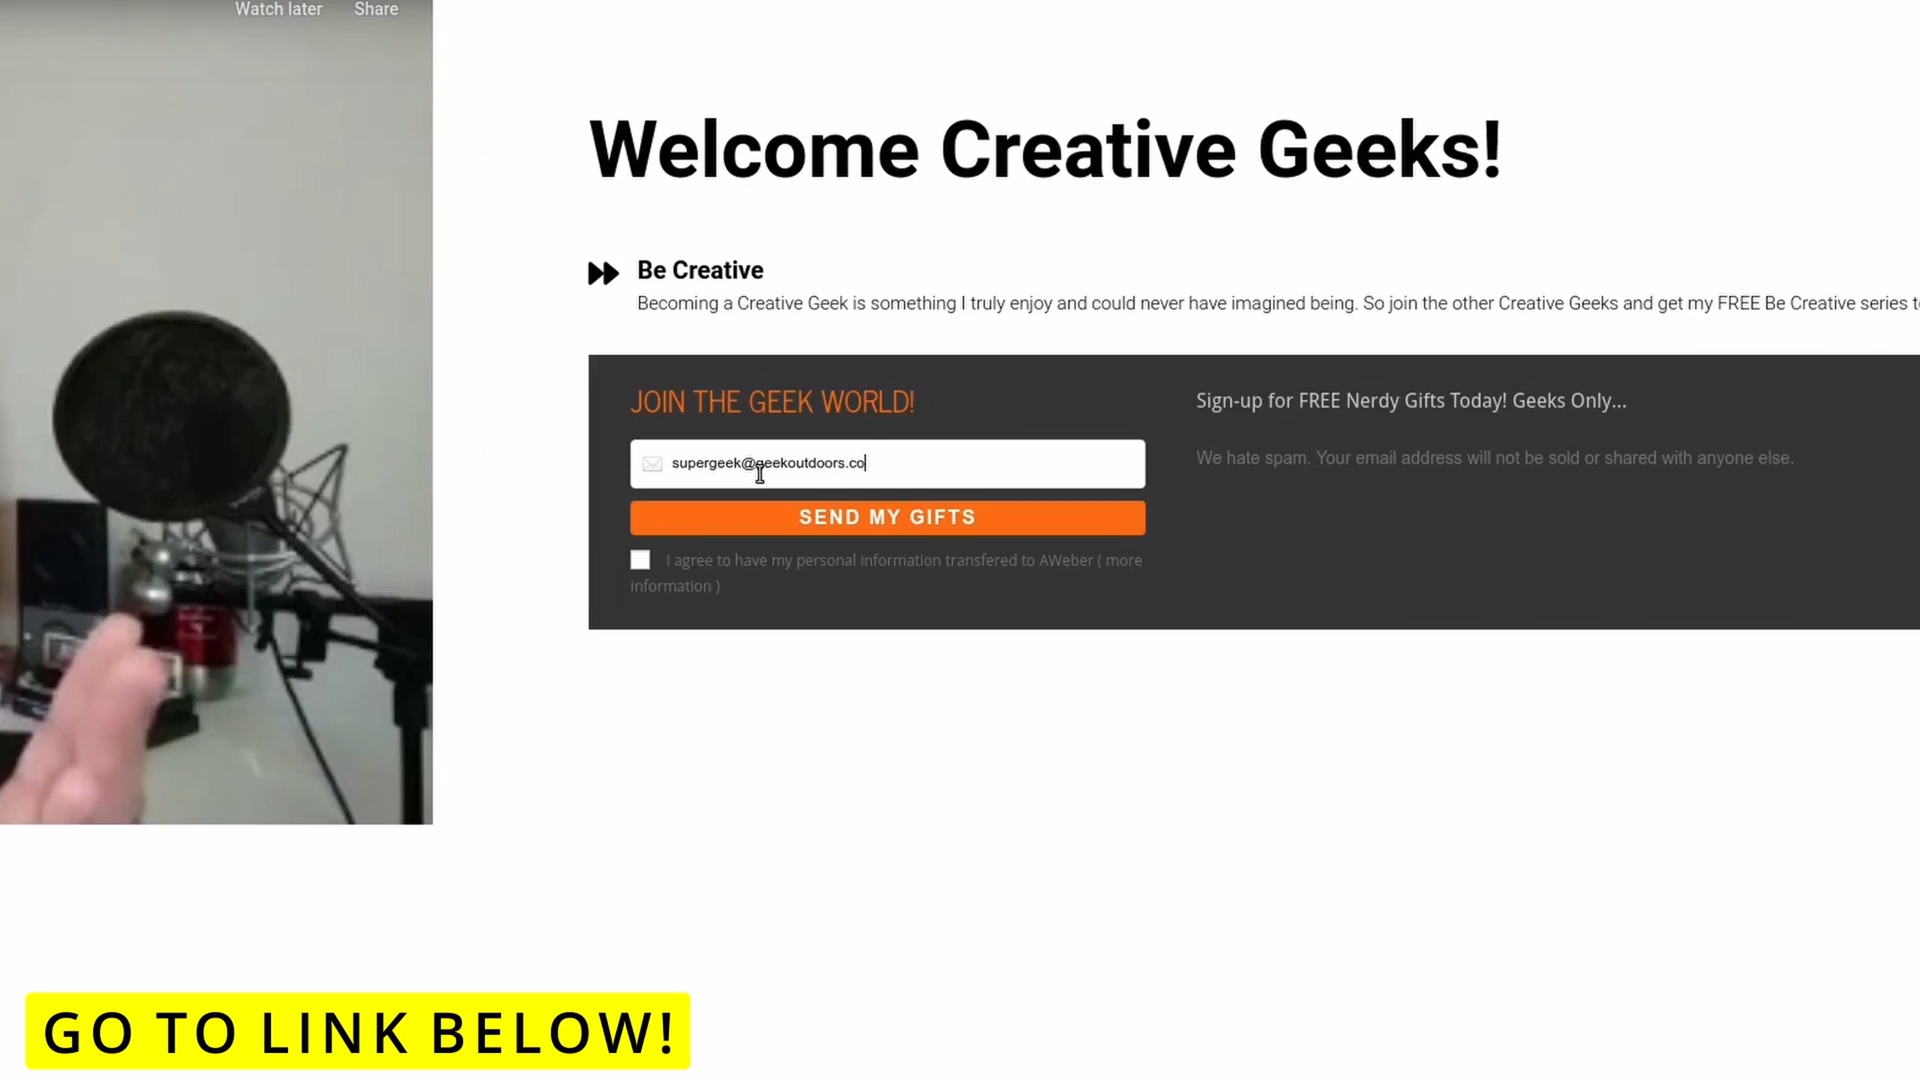 Watch later Share
Welcome Creative Geeks!
Be Creative
Becoming a Creative Geek is something I truly enjoy and could never have imagined being. So join the other Creative Geeks and get my FREE Be Creative series
JOIN THE GEEK WORLD!
Sign-up for FREE Nerdy Gifts Today! Geeks Only...
supergeek@geekoutdoors.co
We hate spam. Your email address will not be sold or shared with anyone else.
SEND MY GIFTS
I agree to have my personal information transfered to AWeber ( more
information )
GO TO LINK BELOW!